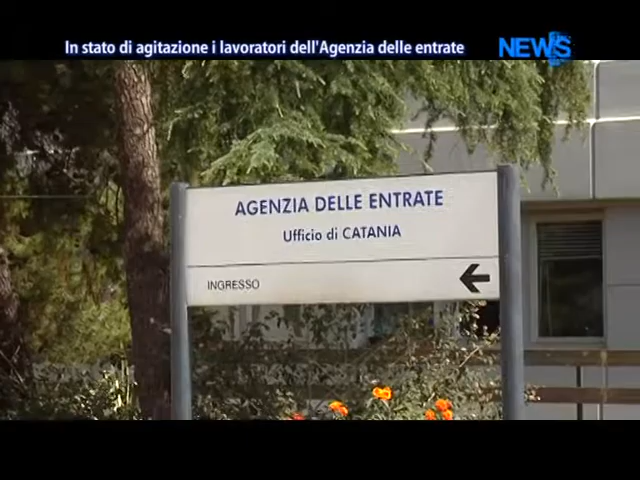 In stato di agitazione i lavoratori dell'Agenzia delle entrate
NEWS
AGENZIA DELLE ENTRATE
Ufficio di CATANIA
INGRESSO